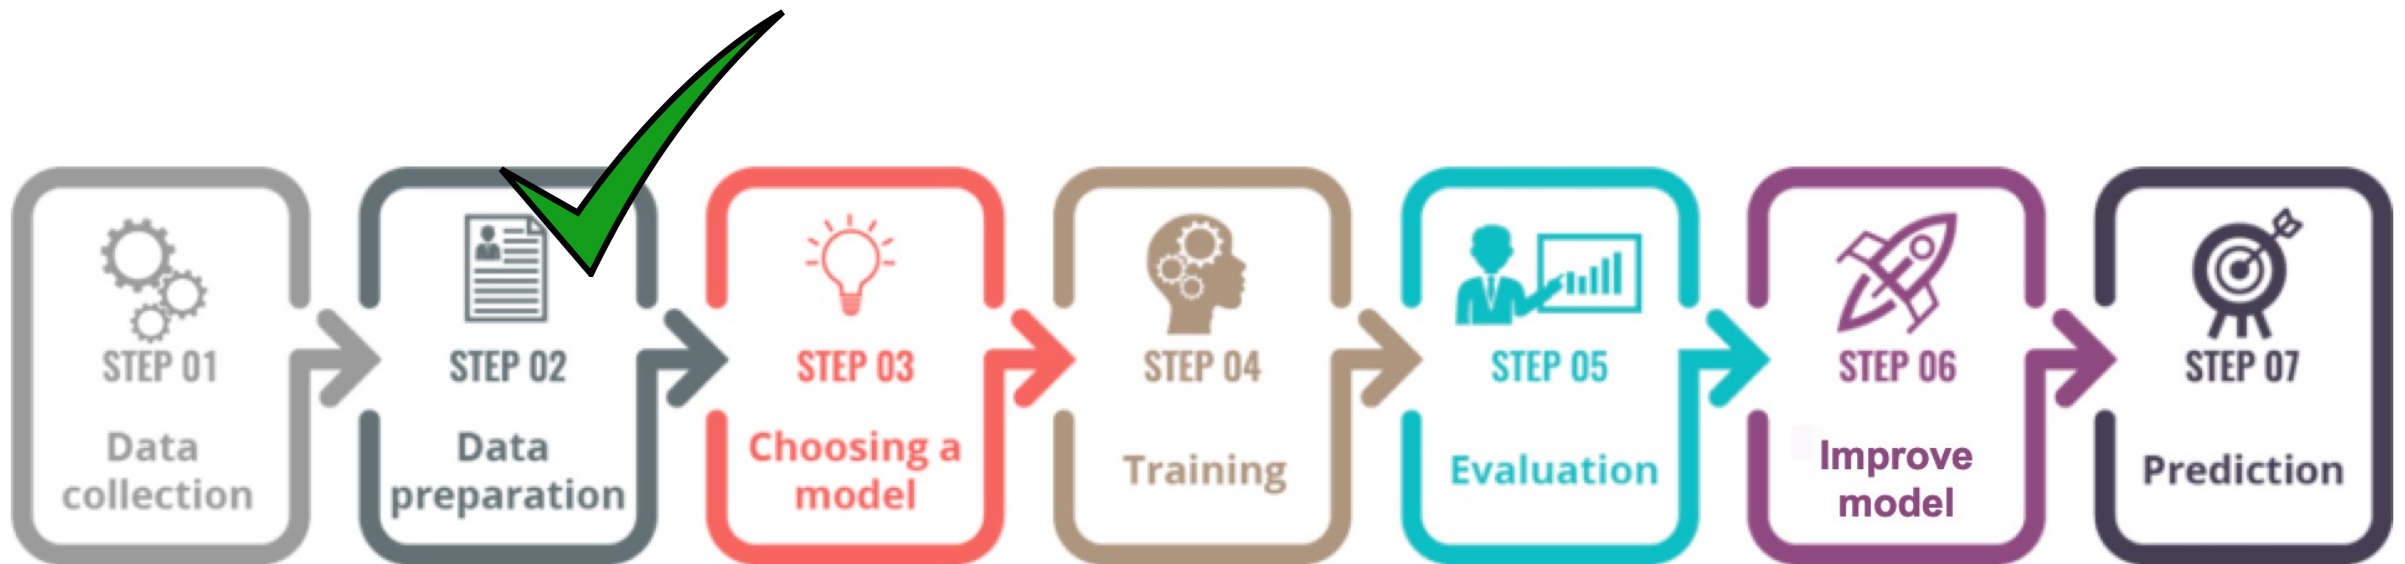 STEP 01
Data
collection
STEP 02
Data
preparation
STEP 03
Choosing a
model
STEP 04
Training
STEP 05
Evaluation
STEP 06
Improve
model
STEP 07
Prediction